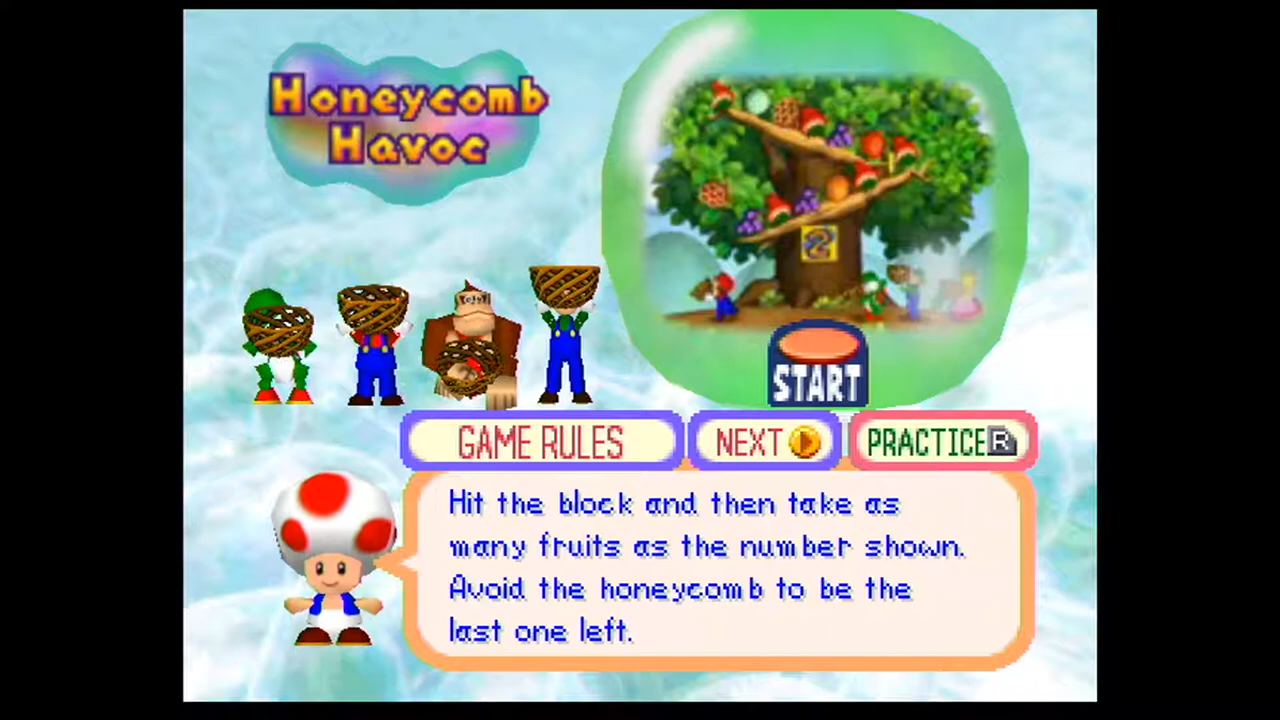 Honeycomb
Havoc
2
START
GAME RULES
NEXT
PRACTICE R
Hit the block and then take as
many fruits as the number shown.
Avoid the honeycomb to be the
last one left.